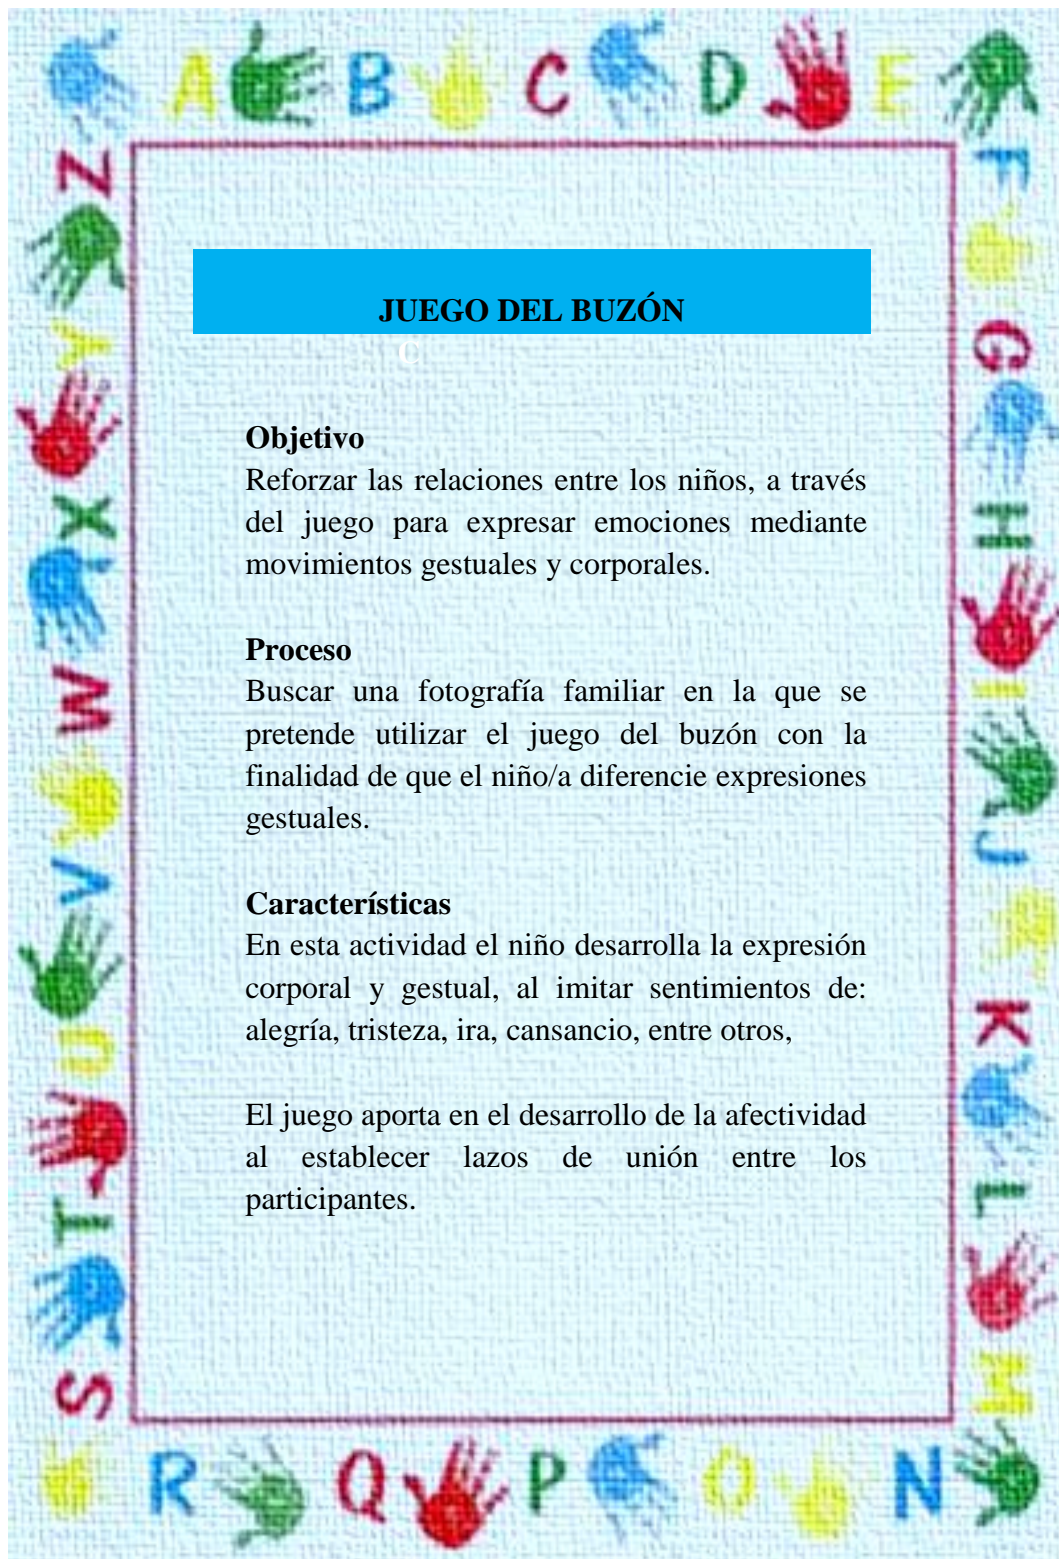 A B C D E
F
G
H
I
J
K
L
M
N
O
P
Q
R
S
T
U
V
W
X
Y
Z
JUEGO DEL BUZÓN
C
Objetivo
Reforzar las relaciones entre los niños, a través
del juego para expresar emociones mediante
movimientos gestuales y corporales.
Proceso
Buscar una fotografía familiar en la que se
pretende utilizar el juego del buzón con la
finalidad de que el niño/a diferencie expresiones
gestuales.
Características
En esta actividad el niño desarrolla la expresión
corporal y gestual, al imitar sentimientos de:
alegría, tristeza, ira, cansancio, entre otros,
El juego aporta en el desarrollo de la afectividad
al establecer lazos de unión entre los
participantes.